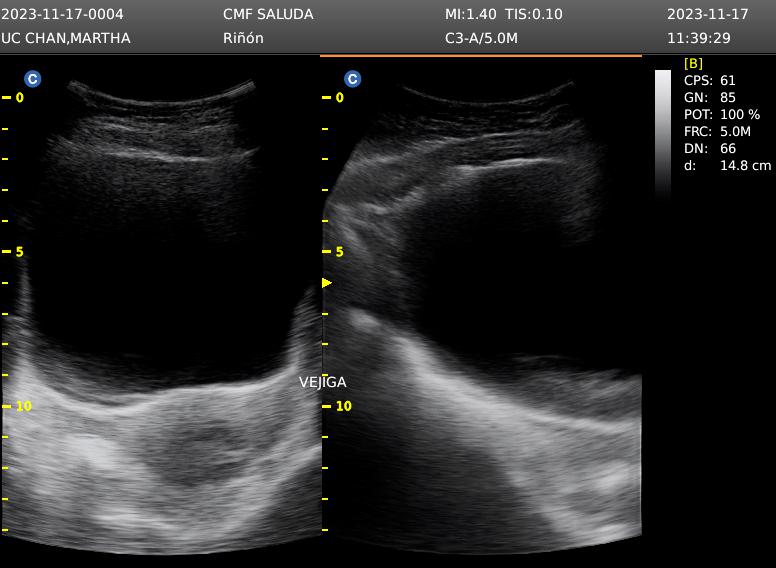 2023-11-17-0004 CMF SALUDA MI:1.40 TIS:0.10 2023-11-17
UC CHAN,MARTHA Riñón C3-A/5.0M 11:39:29
C
C
[B]
CPS: 61
GN: 85
POT: 100 %
FRC: 5.0M
DN: 66
d: 14.8 cm
0
0
5
5
VEJIGA
10
10